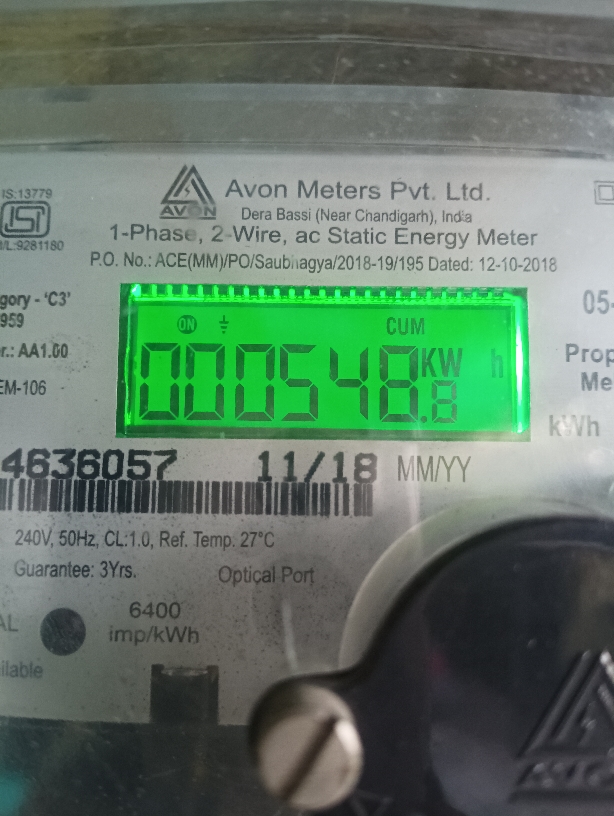 IS:13779
ISI
/L:9281180
AVON
Avon Meters Pvt. Ltd.
Dera Bassi (Near Chandigarh), India
1-Phase, 2-Wire, ac Static Energy Meter
P.O. No.: ACE(MM)/PO/Saubhagya/2018-19/195 Dated: 12-10-2018
gory - 'C3'
959
r.: AA1.00
EM-106
ON
CUM
000548.8 KW h
05-
Prop
Me
kWh
4636057 11/18 MM/YY
240V, 50Hz, CL:1.0, Ref. Temp. 27°C
Guarantee: 3Yrs.
Optical Port
AL
6400
imp/kWh
ilable